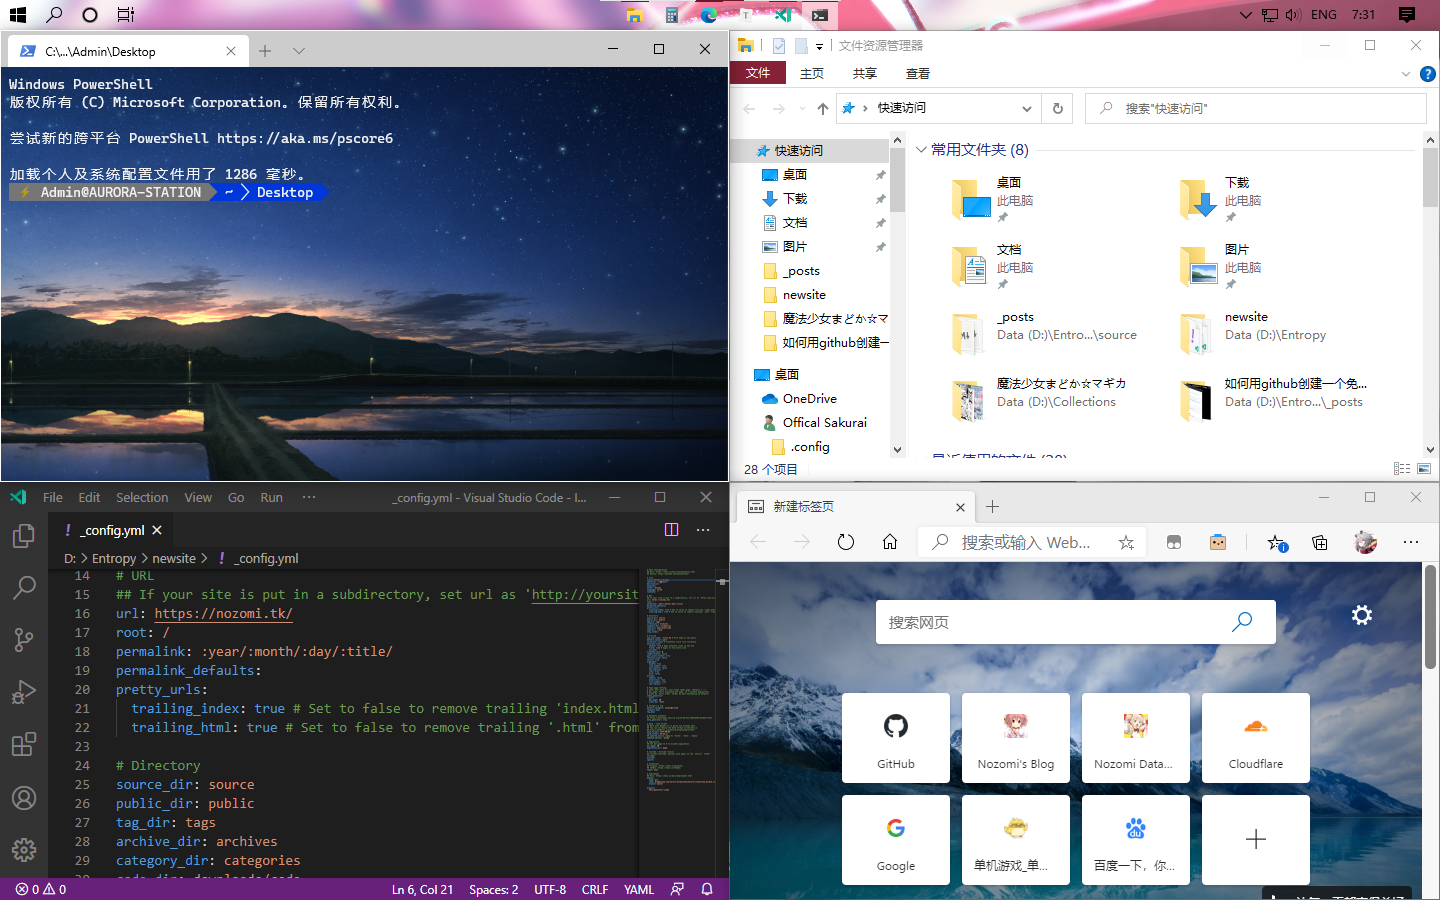 ENG
7:31
C:\...\Admin\Desktop
Windows PowerShell
版权所有 (C) Microsoft Corporation。保留所有权利。
尝试新的跨平台 PowerShell https://aka.ms/pscore6
加载个人及系统配置文件用了 1286 毫秒。
Admin@AURORA-STATION ~ Desktop
文件资源管理器
文件 主页 共享 查看
快速访问
搜索"快速访问"
快速访问
桌面
下载
文档
图片
_posts
newsite
魔法少女まどか☆マ
如何用github创建一
桌面
OneDrive
Offical Sakurai
.config
常用文件夹 (8)
桌面
此电脑
下载
此电脑
文档
此电脑
图片
此电脑
_posts
Data (D:)\Entro...\source
newsite
Data (D:)\Entropy
魔法少女まどか☆マギカ
Data (D:)\Collections
如何用github创建一个免...
Data (D:)\Entro...\_posts
28 个项目
File Edit Selection View Go Run ···
_config.yml - Visual Studio Code - I...
_config.yml
D: > Entropy > newsite > ! _config.yml
14 # URL
15 ## If your site is put in a subdirectory, set url as 'http://yoursit
16 url: https://nozomi.tk/
17 root: /
18 permalink: :year/:month/:day/:title/
19 permalink_defaults:
20 pretty_urls:
21 trailing_index: true # Set to false to remove trailing 'index.html
22 trailing_html: true # Set to false to remove trailing '.html' from
23
24 # Directory
25 source_dir: source
26 public_dir: public
27 tag_dir: tags
28 archive_dir: archives
29 category_dir: categories
0 0
Ln 6, Col 21 Spaces: 2 UTF-8 CRLF YAML
新建标签页
搜索或输入 Web...
搜索网页
GitHub
Nozomi's Blog
Nozomi Data...
Cloudflare
Google
单机游戏_单...
百度一下，你...